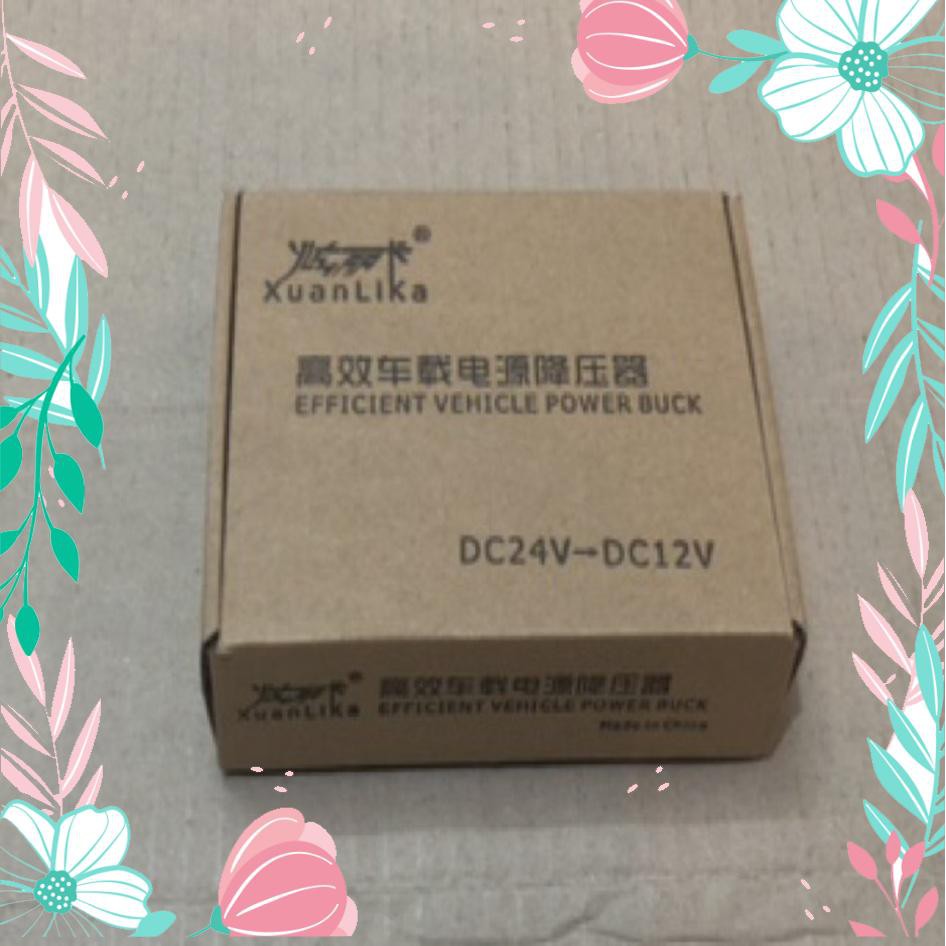 ®
XuanLiKa
高效车载电源降压器
EFFICIENT VEHICLE POWER BUCK
DC24V→DC12V
®
XuanLiKa
高效车载电源降压器
EFFICIENT VEHICLE POWER BUCK
Made in China